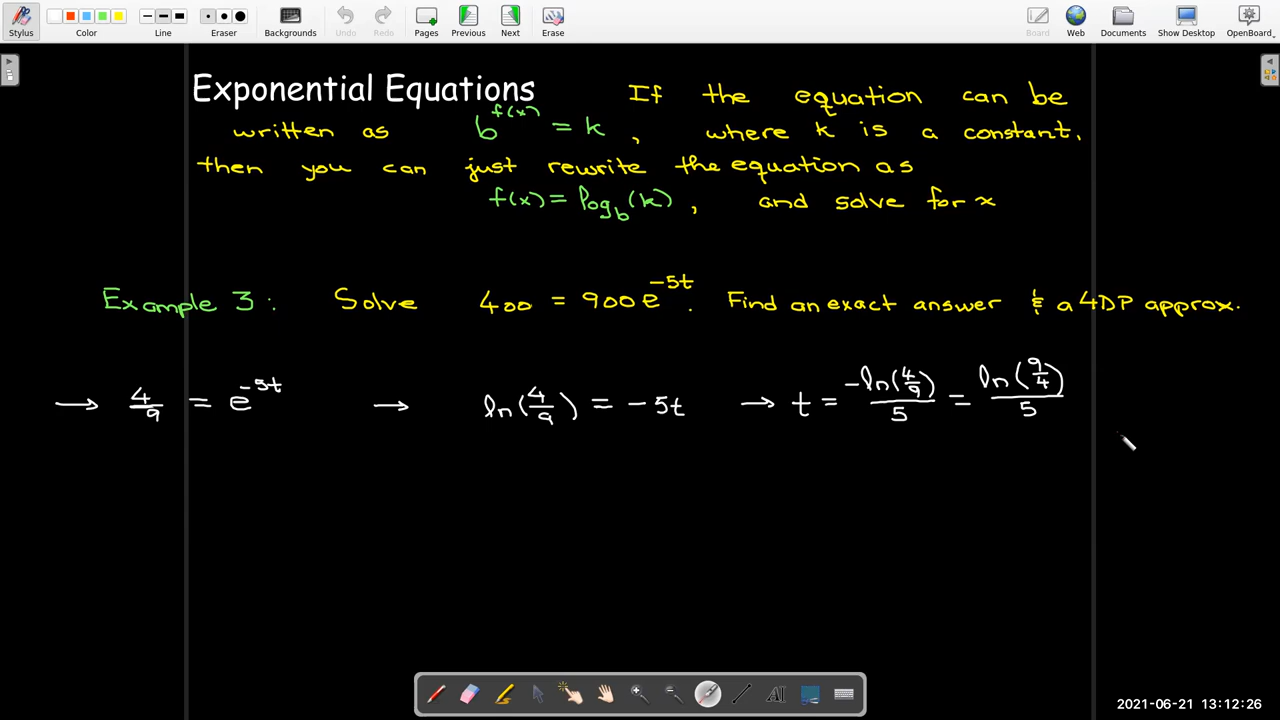 Stylus Color Line Eraser Backgrounds Undo Redo Pages Previous Next Erase Board Web Documents Show Desktop OpenBoard
Exponential Equations If the equation can be
written as b^{f(x)} = k, where k is a constant,
then you can just rewrite the equation as
f(x) = log_b(k), and solve for x
Example 3: Solve 400 = 900e^{-5t}. Find an exact answer & a 4DP approx.
→ 4/9 = e^{-5t} → ln(4/9) = -5t → t = -ln(4/9)/5 = ln(9/4)/5
AI
2021-06-21 13:12:26